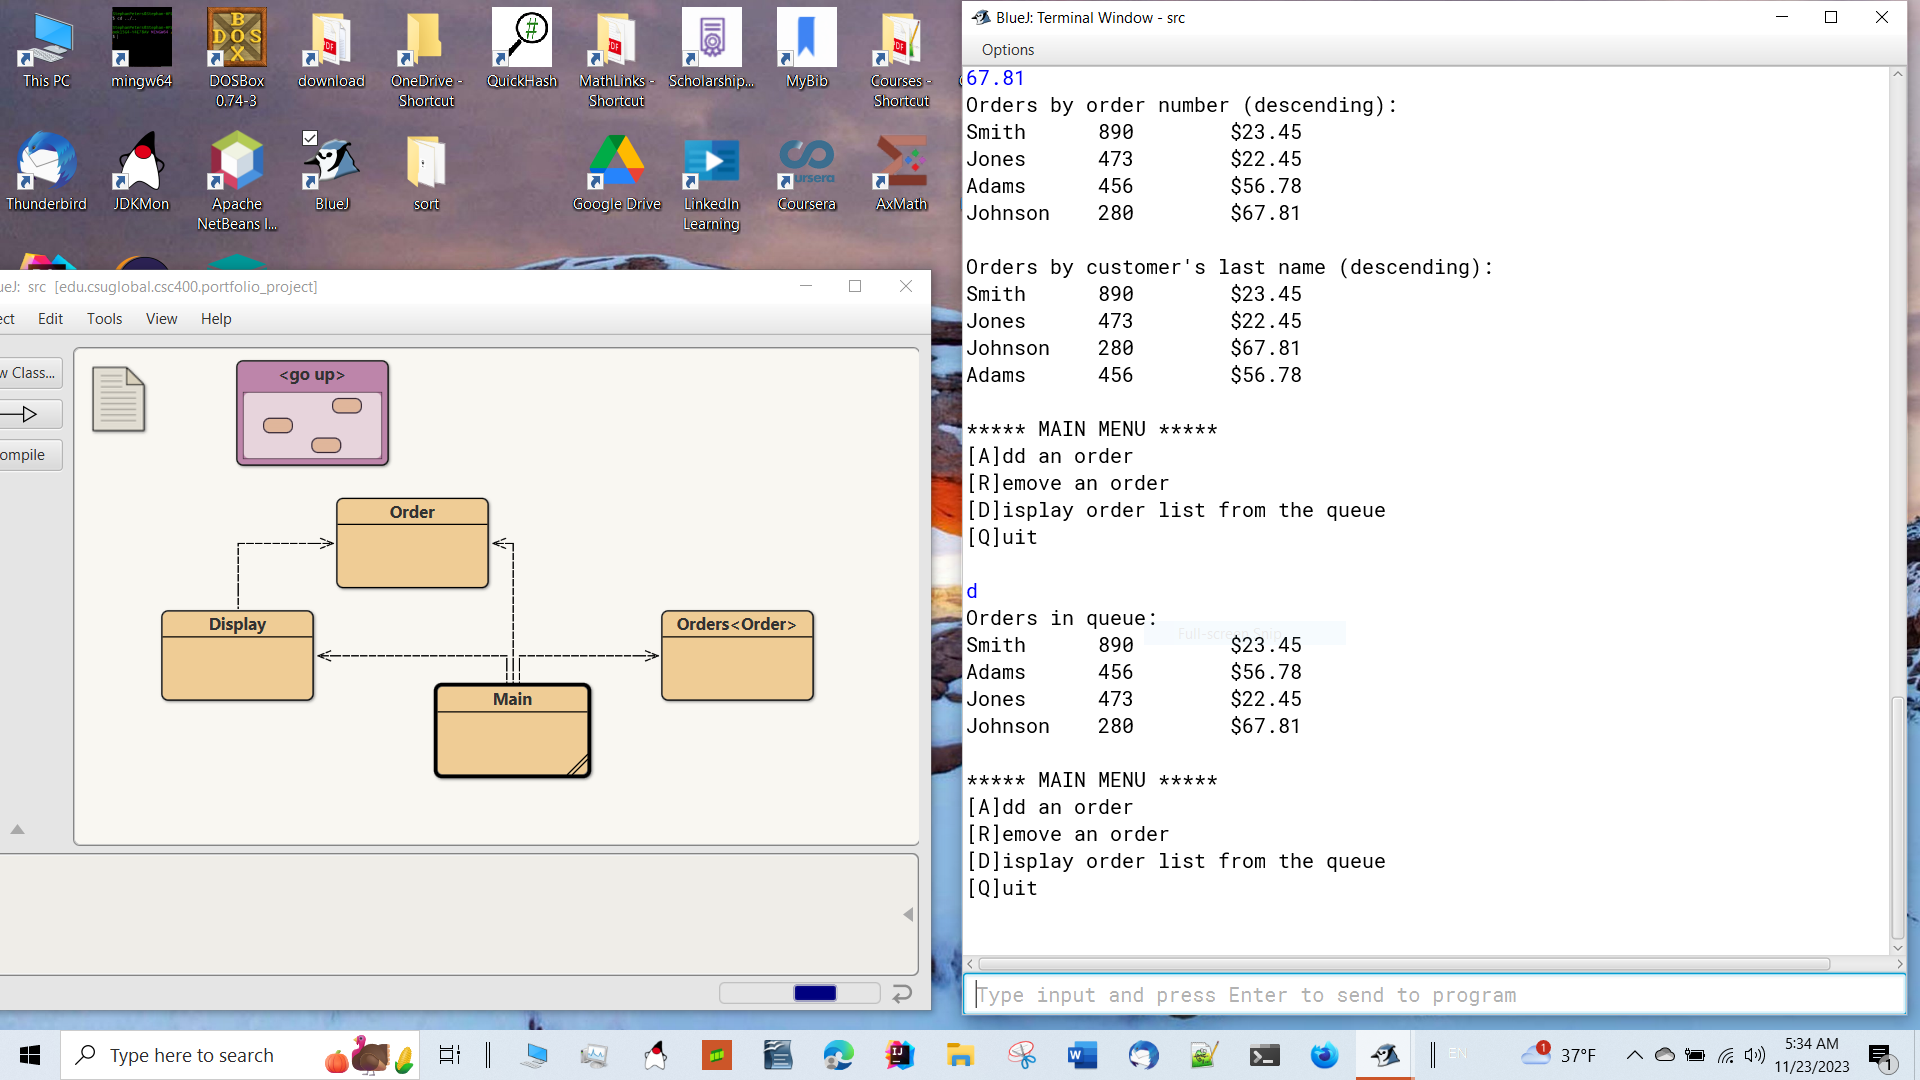 This PC
mingw64
DOSBox 0.74-3
download
OneDrive - Shortcut
QuickHash
MathLinks - Shortcut
Scholarship...
MyBib
Courses - Shortcut
Thunderbird
JDKMon
Apache NetBeans I...
BlueJ
sort
Google Drive
LinkedIn Learning
Coursera
AxMath
ueJ: src [edu.csuglobal.csc400.portfolio_project]
ect Edit Tools View Help
w Class...
ompile
<go up>
Order
Display
Orders<Order>
Main
BlueJ: Terminal Window - src
Options
67.81
Orders by order number (descending):
Smith 890 $23.45
Jones 473 $22.45
Adams 456 $56.78
Johnson 280 $67.81
Orders by customer's last name (descending):
Smith 890 $23.45
Jones 473 $22.45
Johnson 280 $67.81
Adams 456 $56.78
***** MAIN MENU *****
[A]dd an order
[R]emove an order
[D]isplay order list from the queue
[Q]uit
d
Orders in queue:
Full-screen Snip
Smith 890 $23.45
Adams 456 $56.78
Jones 473 $22.45
Johnson 280 $67.81
***** MAIN MENU *****
[A]dd an order
[R]emove an order
[D]isplay order list from the queue
[Q]uit
Type input and press Enter to send to program
Type here to search
EN
1
37°F
5:34 AM
11/23/2023
1